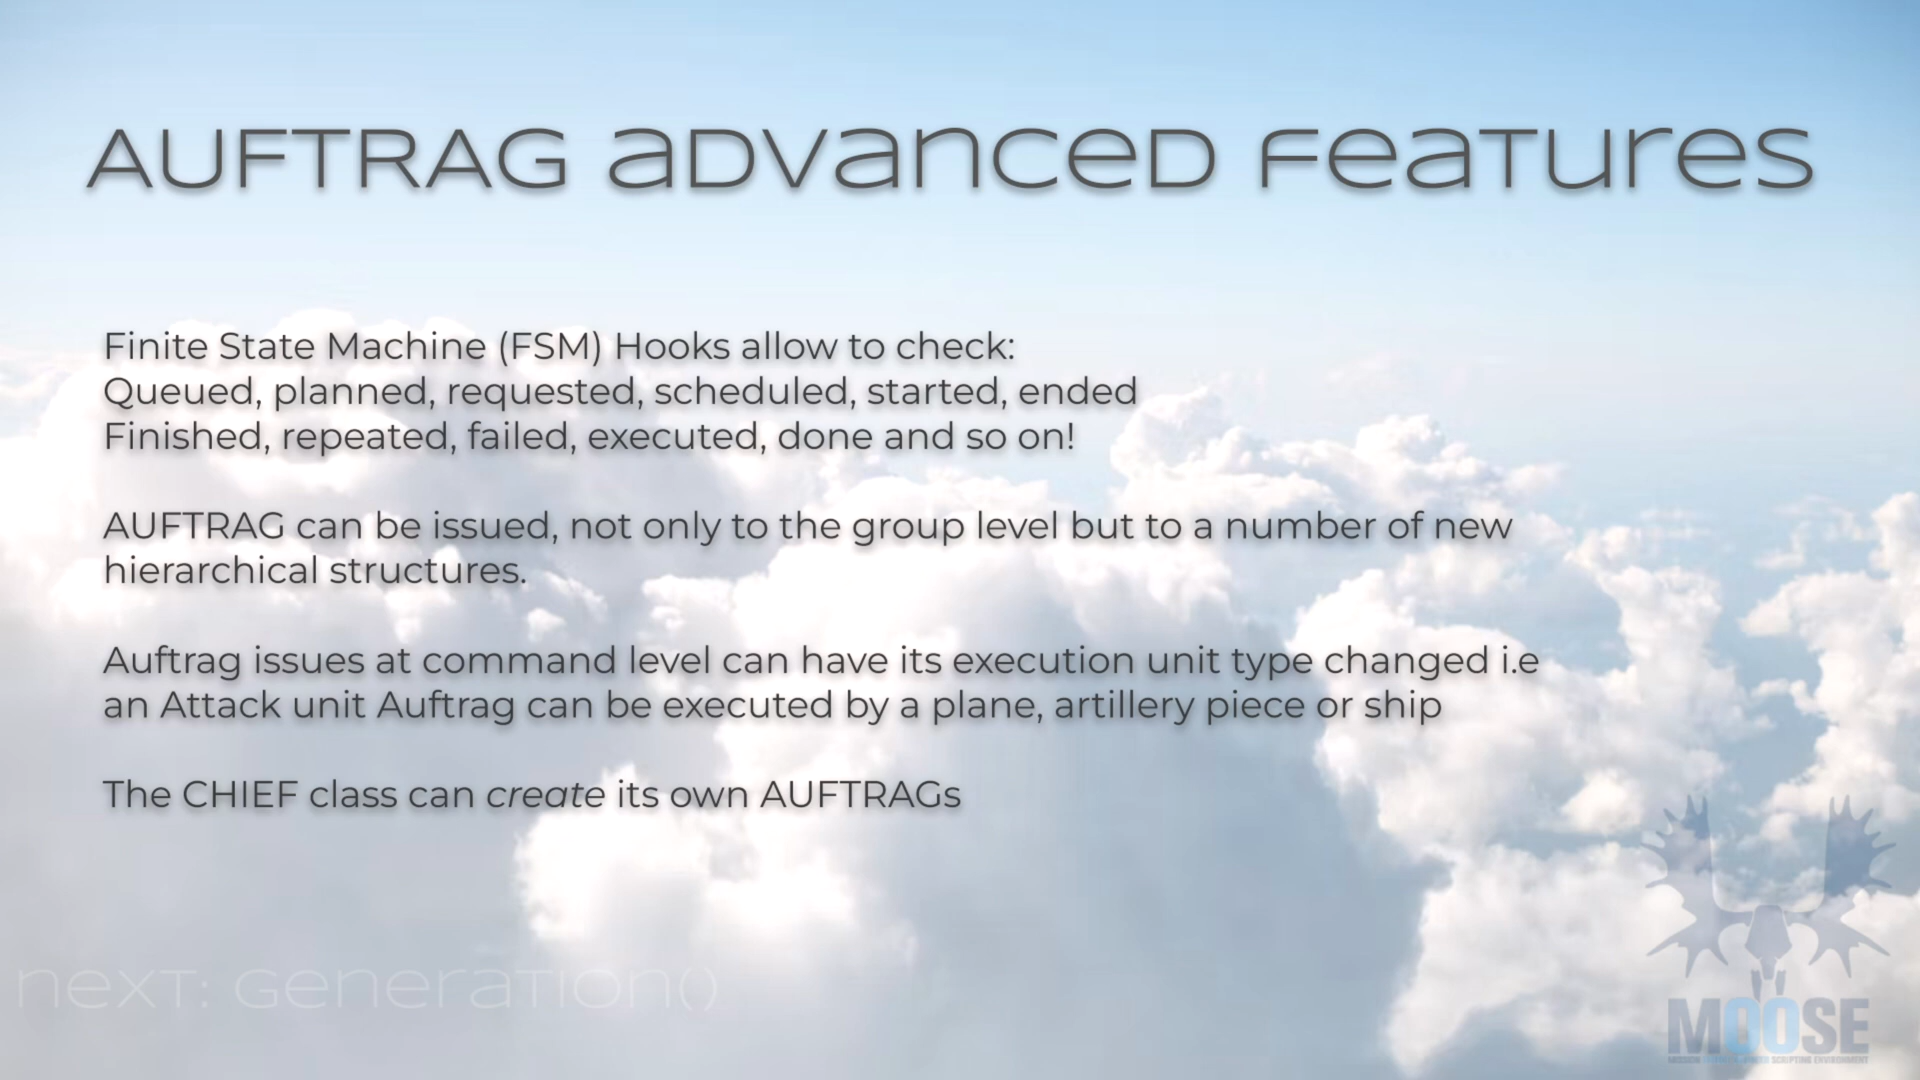 AUFTRAG advanced features
Finite State Machine (FSM) Hooks allow to check:
Queued, planned, requested, scheduled, started, ended
Finished, repeated, failed, executed, done and so on!
AUFTRAG can be issued, not only to the group level but to a number of new
hierarchical structures.
Auftrag issues at command level can have its execution unit type changed i.e
an Attack unit Auftrag can be executed by a plane, artillery piece or ship
The CHIEF class can create its own AUFTRAGs
next: Generation()
MOOSE
SCRIPTING ENVIRONMENT